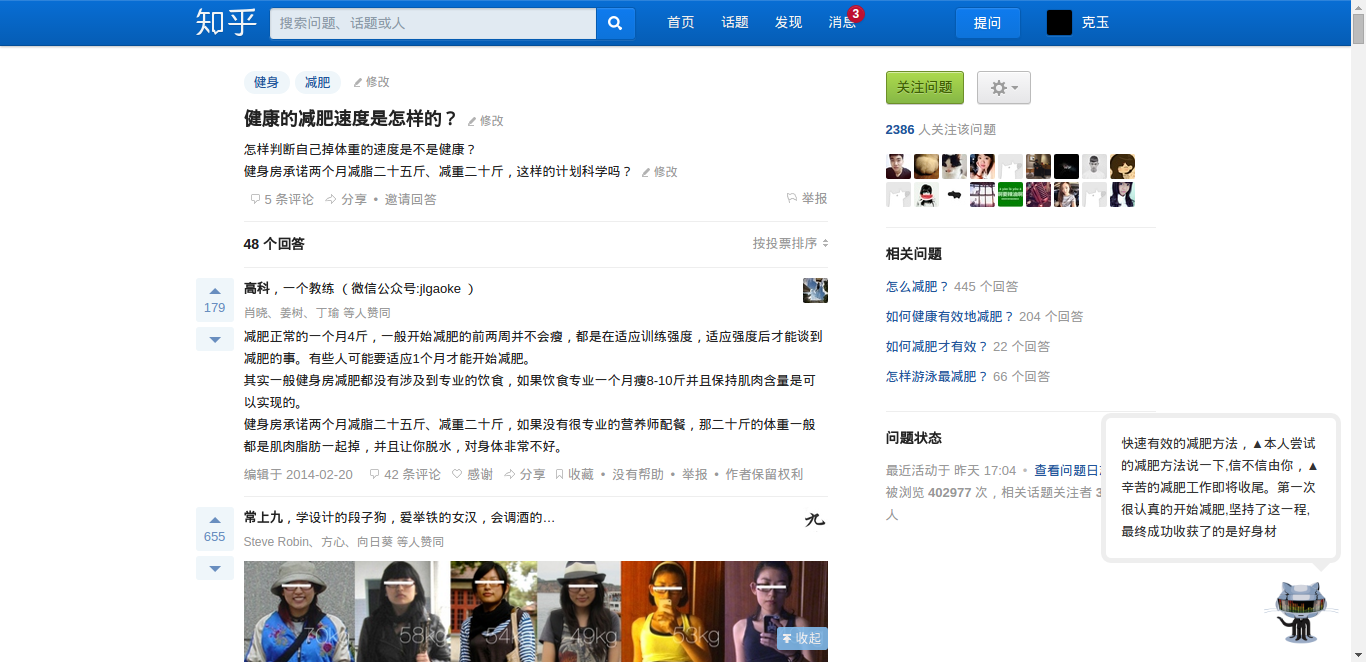 知乎
搜索问题、话题或人
首页 话题 发现 消息 3
提问
克玉
健身 减肥 修改
健康的减肥速度是怎样的？ 修改
怎样判断自己掉体重的速度是不是健康？
健身房承诺两个月减脂二十五斤、减重二十斤，这样的计划科学吗？ 修改
5 条评论 分享 • 邀请回答 举报
48 个回答 按投票排序
179
高科，一个教练 （ 微信公众号:jlgaoke ）
肖晓、姜树、丁瑜 等人赞同
减肥正常的一个月4斤，一般开始减肥的前两周并不会瘦，都是在适应训练强度，适应强度后才能谈到
减肥的事。有些人可能要适应1个月才能开始减肥。
其实一般健身房减肥都没有涉及到专业的饮食，如果饮食专业一个月瘦8-10斤并且保持肌肉含量是可
以实现的。
健身房承诺两个月减脂二十五斤、减重二十斤，如果没有很专业的营养师配餐，那二十斤的体重一般
都是肌肉脂肪一起掉，并且让你脱水，对身体非常不好。
编辑于 2014-02-20 42 条评论 感谢 分享 收藏 • 没有帮助 • 举报 • 作者保留权利
655
常上九，学设计的段子狗，爱举铁的女汉，会调酒的…
九
Steve Robin、方心、向日葵 等人赞同
70kg 58kg 54k 49kg 53kg
收起
关注问题
2386 人关注该问题
相关问题
怎么减肥？ 445 个回答
如何健康有效地减肥？ 204 个回答
如何减肥才有效？ 22 个回答
怎样游泳最减肥？ 66 个回答
问题状态
最近活动于 昨天 17:04 • 查看问题日
被浏览 402977 次，相关话题关注者 3
人
快速有效的减肥方法，▲本人尝试
的减肥方法说一下,信不信由你，▲
辛苦的减肥工作即将收尾。第一次
很认真的开始减肥,坚持了这一程,
最终成功收获了的是好身材